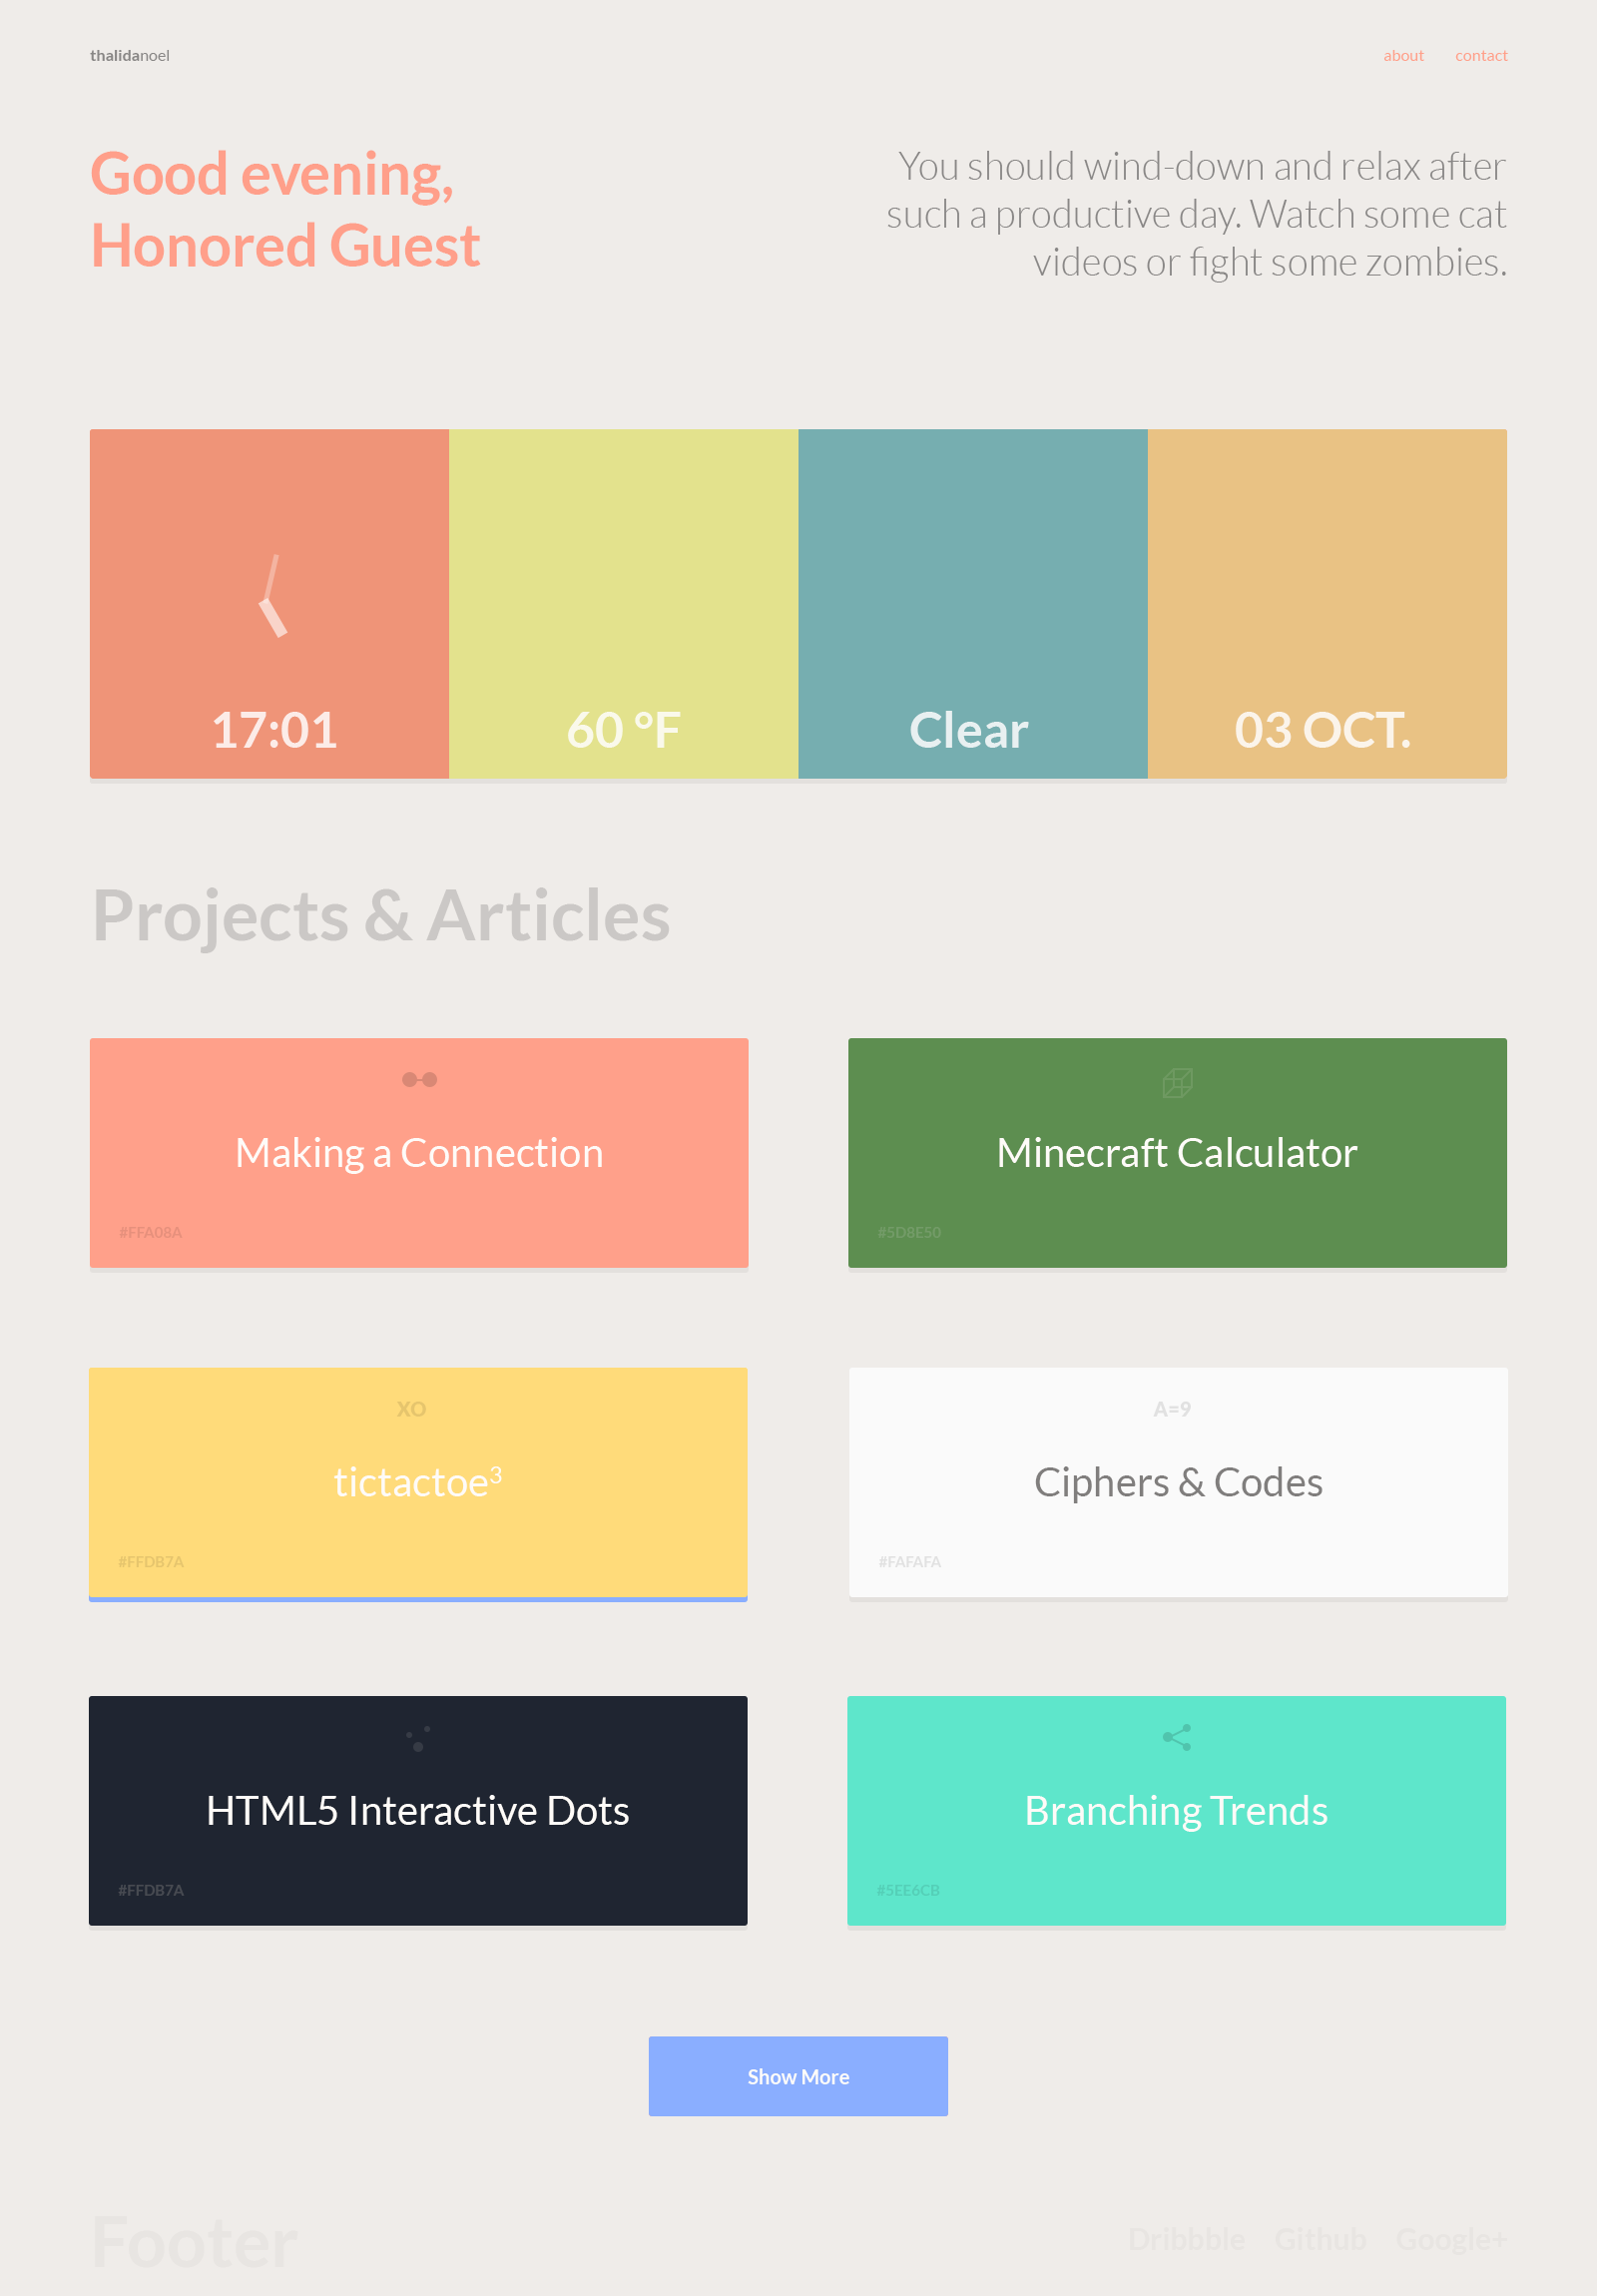 thalidanoel
about contact
Good evening,
Honored Guest
You should wind-down and relax after
such a productive day. Watch some cat
videos or fight some zombies.
17:01
60 °F
Clear
03 OCT.
Projects & Articles
Making a Connection
#FFA08A
Minecraft Calculator
#5D8E50
XO
tictactoe³
#FFDB7A
A=9
Ciphers & Codes
#FAFAFA
HTML5 Interactive Dots
#FFDB7A
Branching Trends
#5EE6CB
Show More
Footer
Dribbble Github Google+